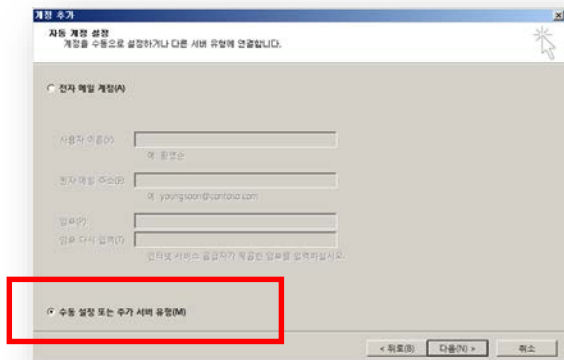 계정 추가
자동 계정 설정
계정을 수동으로 설정하거나 다른 서버 유형에 연결합니다.
전자 메일 계정(A)
사용자 이름(Y)
예: 황영순
전자 메일 주소(E)
예: youngsoon@contoso.com
암호(P)
암호 다시 입력(T)
인터넷 서비스 공급자가 제공한 암호를 입력하십시오.
수동 설정 또는 추가 서버 유형(M)
< 뒤로(B) 다음(N) > 취소